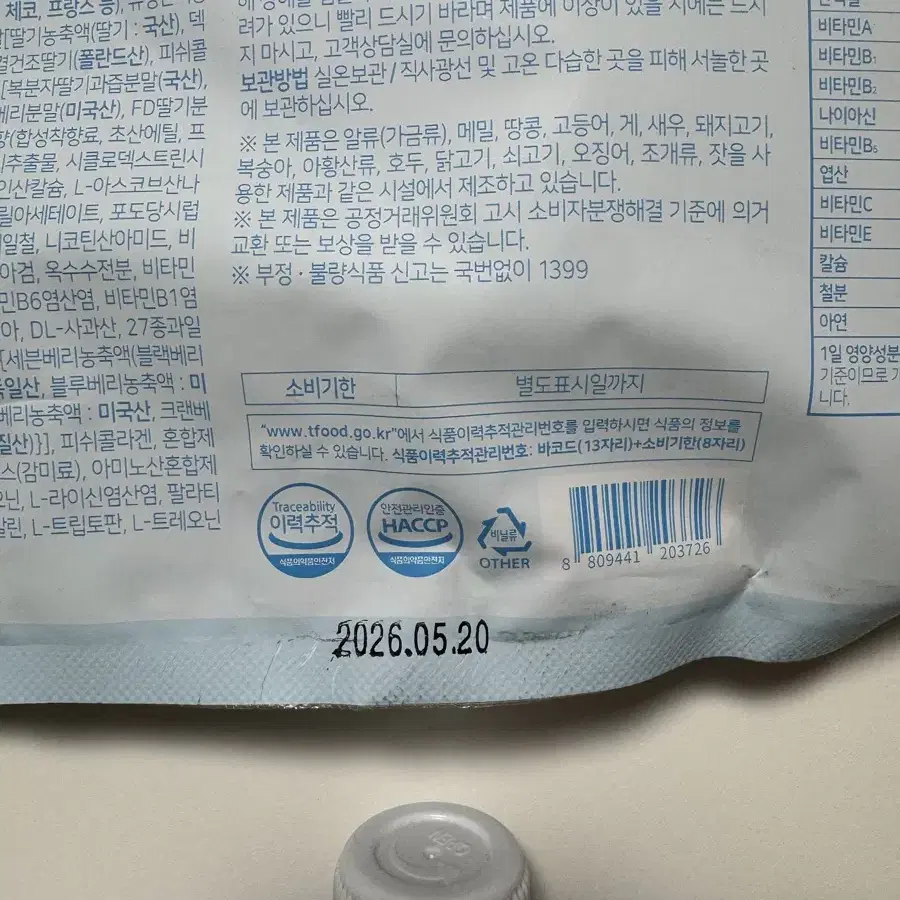 체코, 프랑스 등), 유청단
말[딸기농축액(딸기 : 국산), 덱
결건조딸기(폴란드산), 피쉬콜
[복분자딸기과즙분말(국산),
베리분말(미국산), FD딸기분
향(합성착향료, 초산에틸, 프
추출물, 시클로덱스트린시
인산칼슘, L-아스코브산나
릴아세테이트, 포도당시럽
일철, 니코틴산아미드, 비
아검, 옥수수전분, 비타민
민B6염산염, 비타민B1염
아, DL-사과산, 27종과일
[세븐베리농축액(블랙베리
독일산, 블루베리농축액 : 미
베리농축액 : 미국산, 크랜베
질산)}], 피쉬콜라겐, 혼합제
스(감미료), 아미노산혼합제
오닌, L-라이신염산염, 팔라티
발린, L-트립토판, L-트레오닌
려가 있으니 빨리 드시기 바라며 제품에 이상이 있을 시에는 드시
지 마시고, 고객상담실에 문의하십시오.
보관방법 실온보관 / 직사광선 및 고온 다습한 곳을 피해 서늘한 곳
에 보관하십시오.
※ 본 제품은 알류(가금류), 메밀, 땅콩, 고등어, 게, 새우, 돼지고기,
복숭아, 아황산류, 호두, 닭고기, 쇠고기, 오징어, 조개류, 잣을 사
용한 제품과 같은 시설에서 제조하고 있습니다.
※ 본 제품은 공정거래위원회 고시 소비자분쟁해결 기준에 의거
교환 또는 보상을 받을 수 있습니다.
※ 부정 · 불량식품 신고는 국번없이 1399
소비기한 별도표시일까지
"www.tfood.go.kr"에서 식품이력추적관리번호를 입력하시면 식품의 정보를
확인하실 수 있습니다. 식품이력추적관리번호: 바코드(13자리)+소비기한(8자리)
Traceability
이력추적
식품의약품안전처
안전관리인증
HACCP
식품의약품안전처
비닐류
OTHER
8 809441 203726
2026.05.20
비타민A
비타민B₁
비타민B₂
나이아신
비타민B₆
엽산
비타민C
비타민E
칼슘
철분
아연
1일 영양성분
기준이므로
니다.